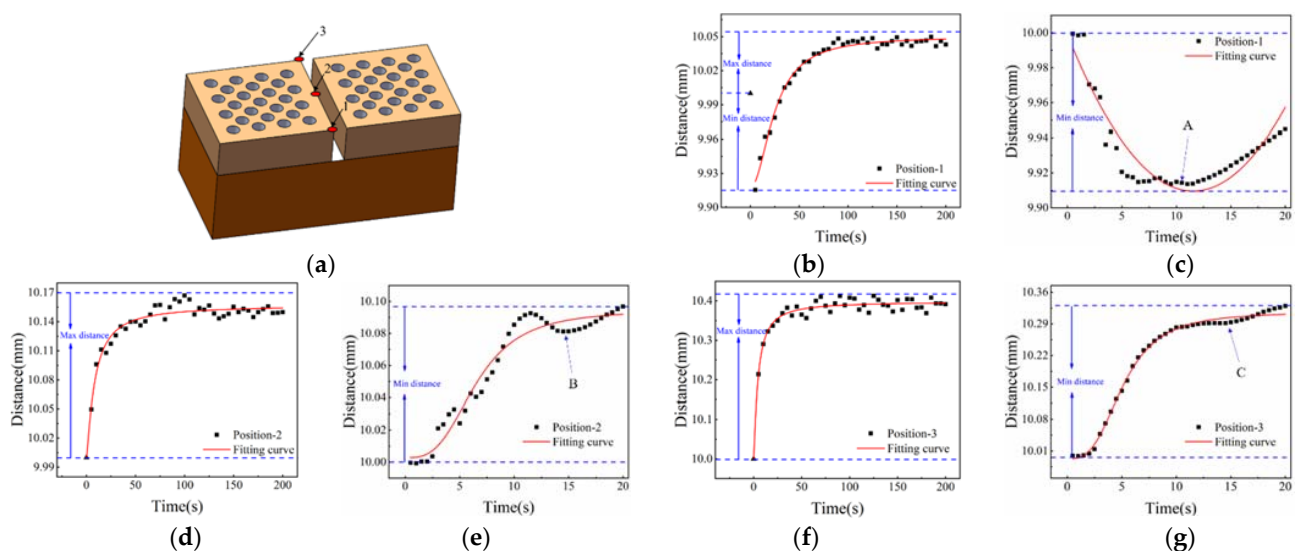 3
2
1
(a)
10.05
10.02
9.99
9.96
9.93
9.90
Distance(mm)
Max distance
Min distance
Position-1
Fitting curve
0 50 100 150 200
Time(s)
(b)
10.00
9.98
9.96
9.94
9.92
9.90
Distance(mm)
Max distance
Min distance
A
Position-1
Fitting curve
0 5 10 15 20
Time(s)
(c)
10.17
10.14
10.11
10.08
10.05
10.02
9.99
Distance(mm)
Max distance
Position-2
Fitting curve
0 50 100 150 200
Time(s)
(d)
10.10
10.08
10.06
10.04
10.02
10.00
Distance(mm)
Min distance
B
Position-2
Fitting curve
0 5 10 15 20
Time(s)
(e)
10.4
10.3
10.2
10.1
10.0
Distance(mm)
Max distance
Position-3
Fitting curve
0 50 100 150 200
Time(s)
(f)
10.36
10.29
10.22
10.15
10.08
10.01
Distance(mm)
Min distance
C
Position-3
Fitting curve
0 5 10 15 20
Time(s)
(g)